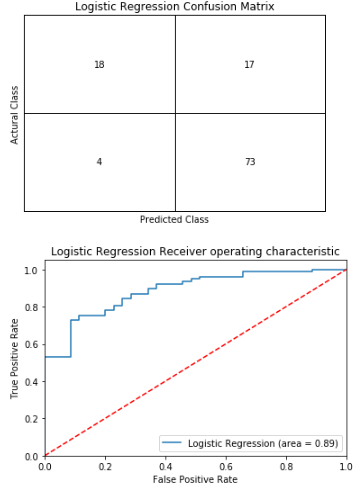 Logistic Regression Confusion Matrix
Actural Class
18 17
4 73
Predicted Class
Logistic Regression Receiver operating characteristic
True Positive Rate
1.0
0.8
0.6
0.4
0.2
0.0
Logistic Regression (area = 0.89)
0.0 0.2 0.4 0.6 0.8 1.0
False Positive Rate